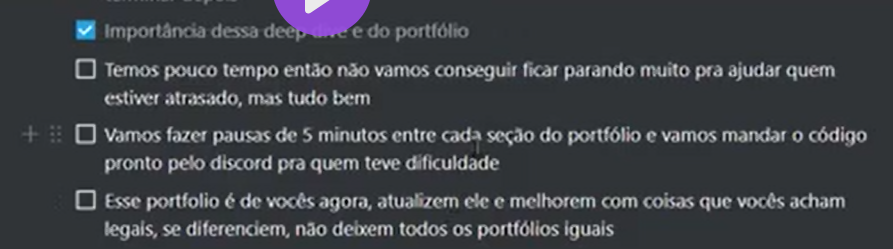 terminar depois
Importância dessa deep dive e do portfólio
Temos pouco tempo então não vamos conseguir ficar parando muito pra ajudar quem
estiver atrasado, mas tudo bem
Vamos fazer pausas de 5 minutos entre cada seção do portfólio e vamos mandar o código
pronto pelo discord pra quem teve dificuldade
Esse portfolio é de vocês agora, atualizem ele e melhorem com coisas que vocês acham
legais, se diferenciem, não deixem todos os portfólios iguais